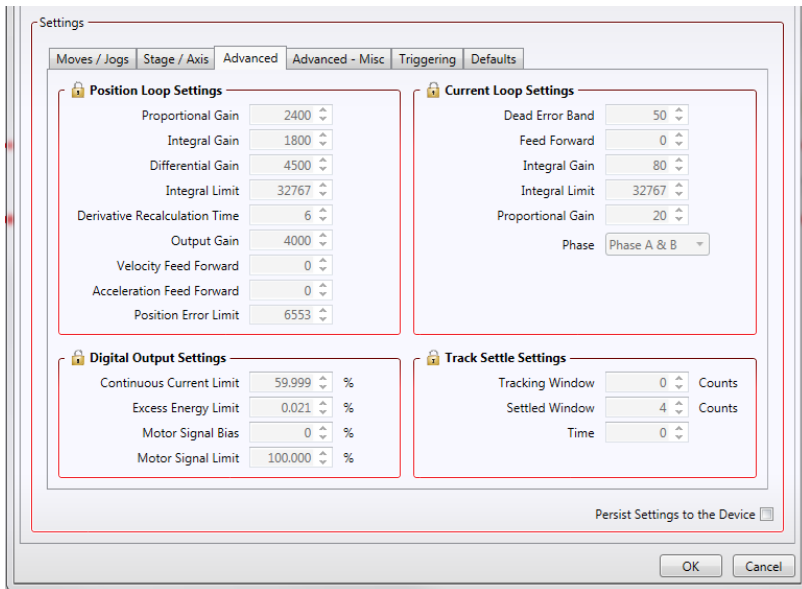 Settings
Moves / Jogs Stage / Axis Advanced Advanced - Misc Triggering Defaults
Position Loop Settings
Proportional Gain 2400
Integral Gain 1800
Differential Gain 4500
Integral Limit 32767
Derivative Recalculation Time 6
Output Gain 4000
Velocity Feed Forward 0
Acceleration Feed Forward 0
Position Error Limit 6553
Current Loop Settings
Dead Error Band 50
Feed Forward 0
Integral Gain 80
Integral Limit 32767
Proportional Gain 20
Phase Phase A & B
Digital Output Settings
Continuous Current Limit 59.999 %
Excess Energy Limit 0.021 %
Motor Signal Bias 0 %
Motor Signal Limit 100.000 %
Track Settle Settings
Tracking Window 0 Counts
Settled Window 4 Counts
Time 0
Persist Settings to the Device
OK Cancel